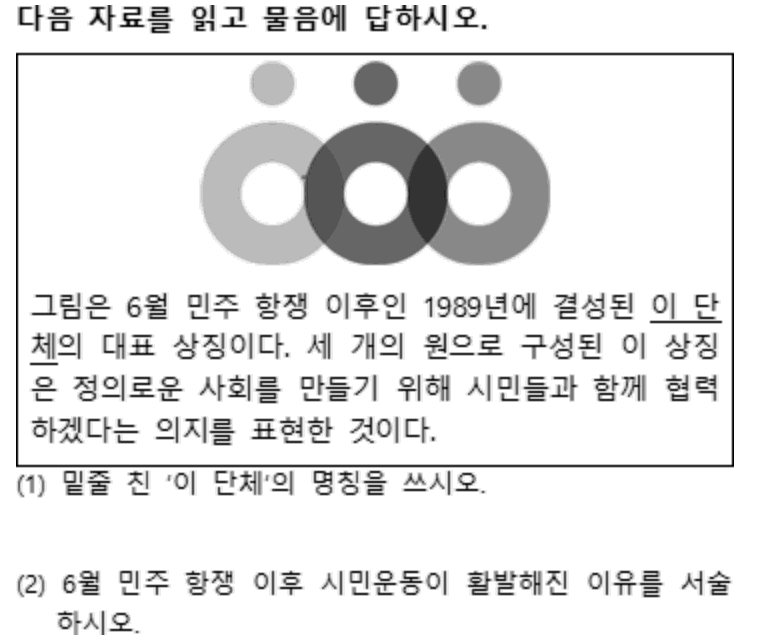 다음 자료를 읽고 물음에 답하시오.
그림은 6월 민주 항쟁 이후인 1989년에 결성된 이 단
체의 대표 상징이다. 세 개의 원으로 구성된 이 상징
은 정의로운 사회를 만들기 위해 시민들과 함께 협력
하겠다는 의지를 표현한 것이다.
(1) 밑줄 친 '이 단체'의 명칭을 쓰시오.
(2) 6월 민주 항쟁 이후 시민운동이 활발해진 이유를 서술
하시오.